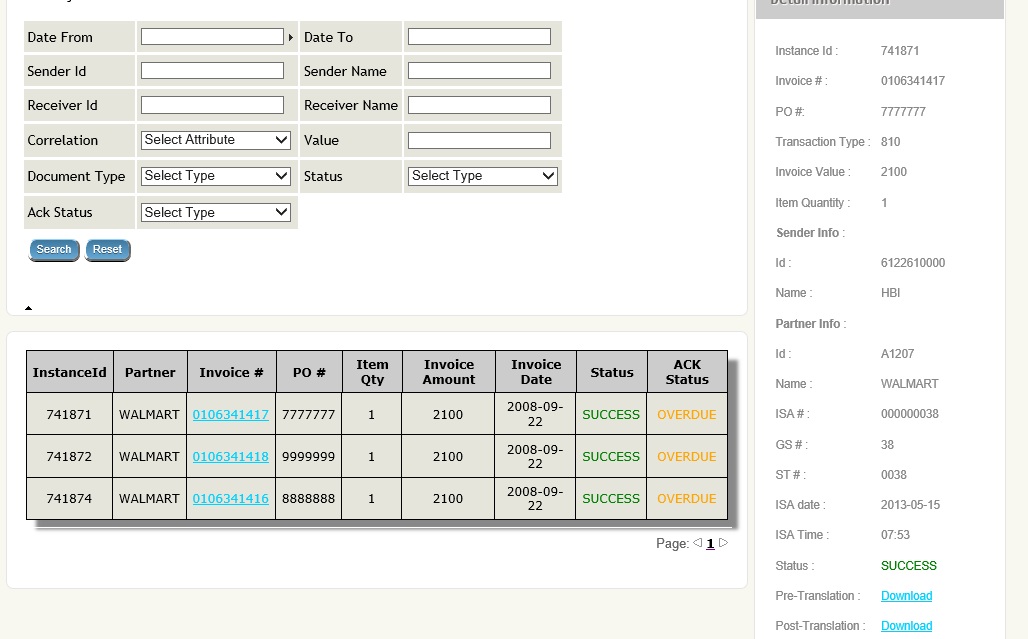 Date From
Date To
Sender Id
Sender Name
Receiver Id
Receiver Name
Correlation
Select Attribute
Value
Document Type
Select Type
Status
Select Type
Ack Status
Select Type
Search
Reset
InstanceId Partner Invoice # PO # Item Qty Invoice Amount Invoice Date Status ACK Status
741871 WALMART 0106341417 7777777 1 2100 2008-09-22 SUCCESS OVERDUE
741872 WALMART 0106341418 9999999 1 2100 2008-09-22 SUCCESS OVERDUE
741874 WALMART 0106341416 8888888 1 2100 2008-09-22 SUCCESS OVERDUE
Page: 1
Detail Information
Instance Id : 741871
Invoice # : 0106341417
PO #: 7777777
Transaction Type : 810
Invoice Value : 2100
Item Quantity : 1
Sender Info :
Id : 6122610000
Name : HBI
Partner Info :
Id : A1207
Name : WALMART
ISA # : 000000038
GS # : 38
ST # : 0038
ISA date : 2013-05-15
ISA Time : 07:53
Status : SUCCESS
Pre-Translation : Download
Post-Translation : Download